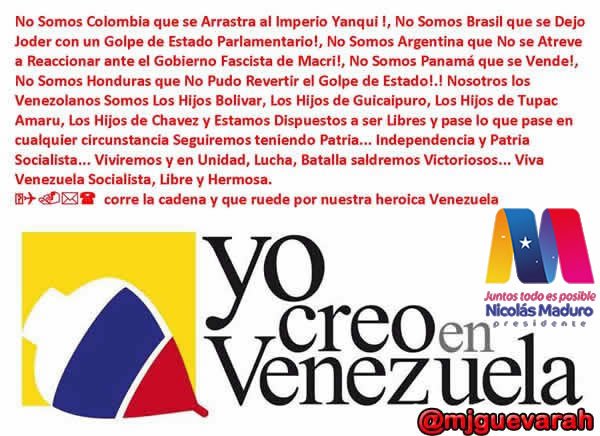 No Somos Colombia que se Arrastra al Imperio Yanqui !, No Somos Brasil que se Dejo
Joder con un Golpe de Estado Parlamentario!, No Somos Argentina que No se Atreve
a Reaccionar ante el Gobierno Fascista de Macri!, No Somos Panamá que se Vende!,
No Somos Honduras que No Pudo Revertir el Golpe de Estado!.! Nosotros los
Venezolanos Somos Los Hijos Bolivar, Los Hijos de Guicaipuro, Los Hijos de Tupac
Amaru, Los Hijos de Chavez y Estamos Dispuestos a ser Libres y pase lo que pase en
cualquier circunstancia Seguiremos teniendo Patria... Independencia y Patria
Socialista... Viviremos y en Unidad, Lucha, Batalla saldremos Victoriosos... Viva
Venezuela Socialista, Libre y Hermosa.
corre la cadena y que ruede por nuestra heroica Venezuela
Juntos todo es posible
Nicolás Maduro
presidente
yo
creo en
Venezuela
@mjguevarah